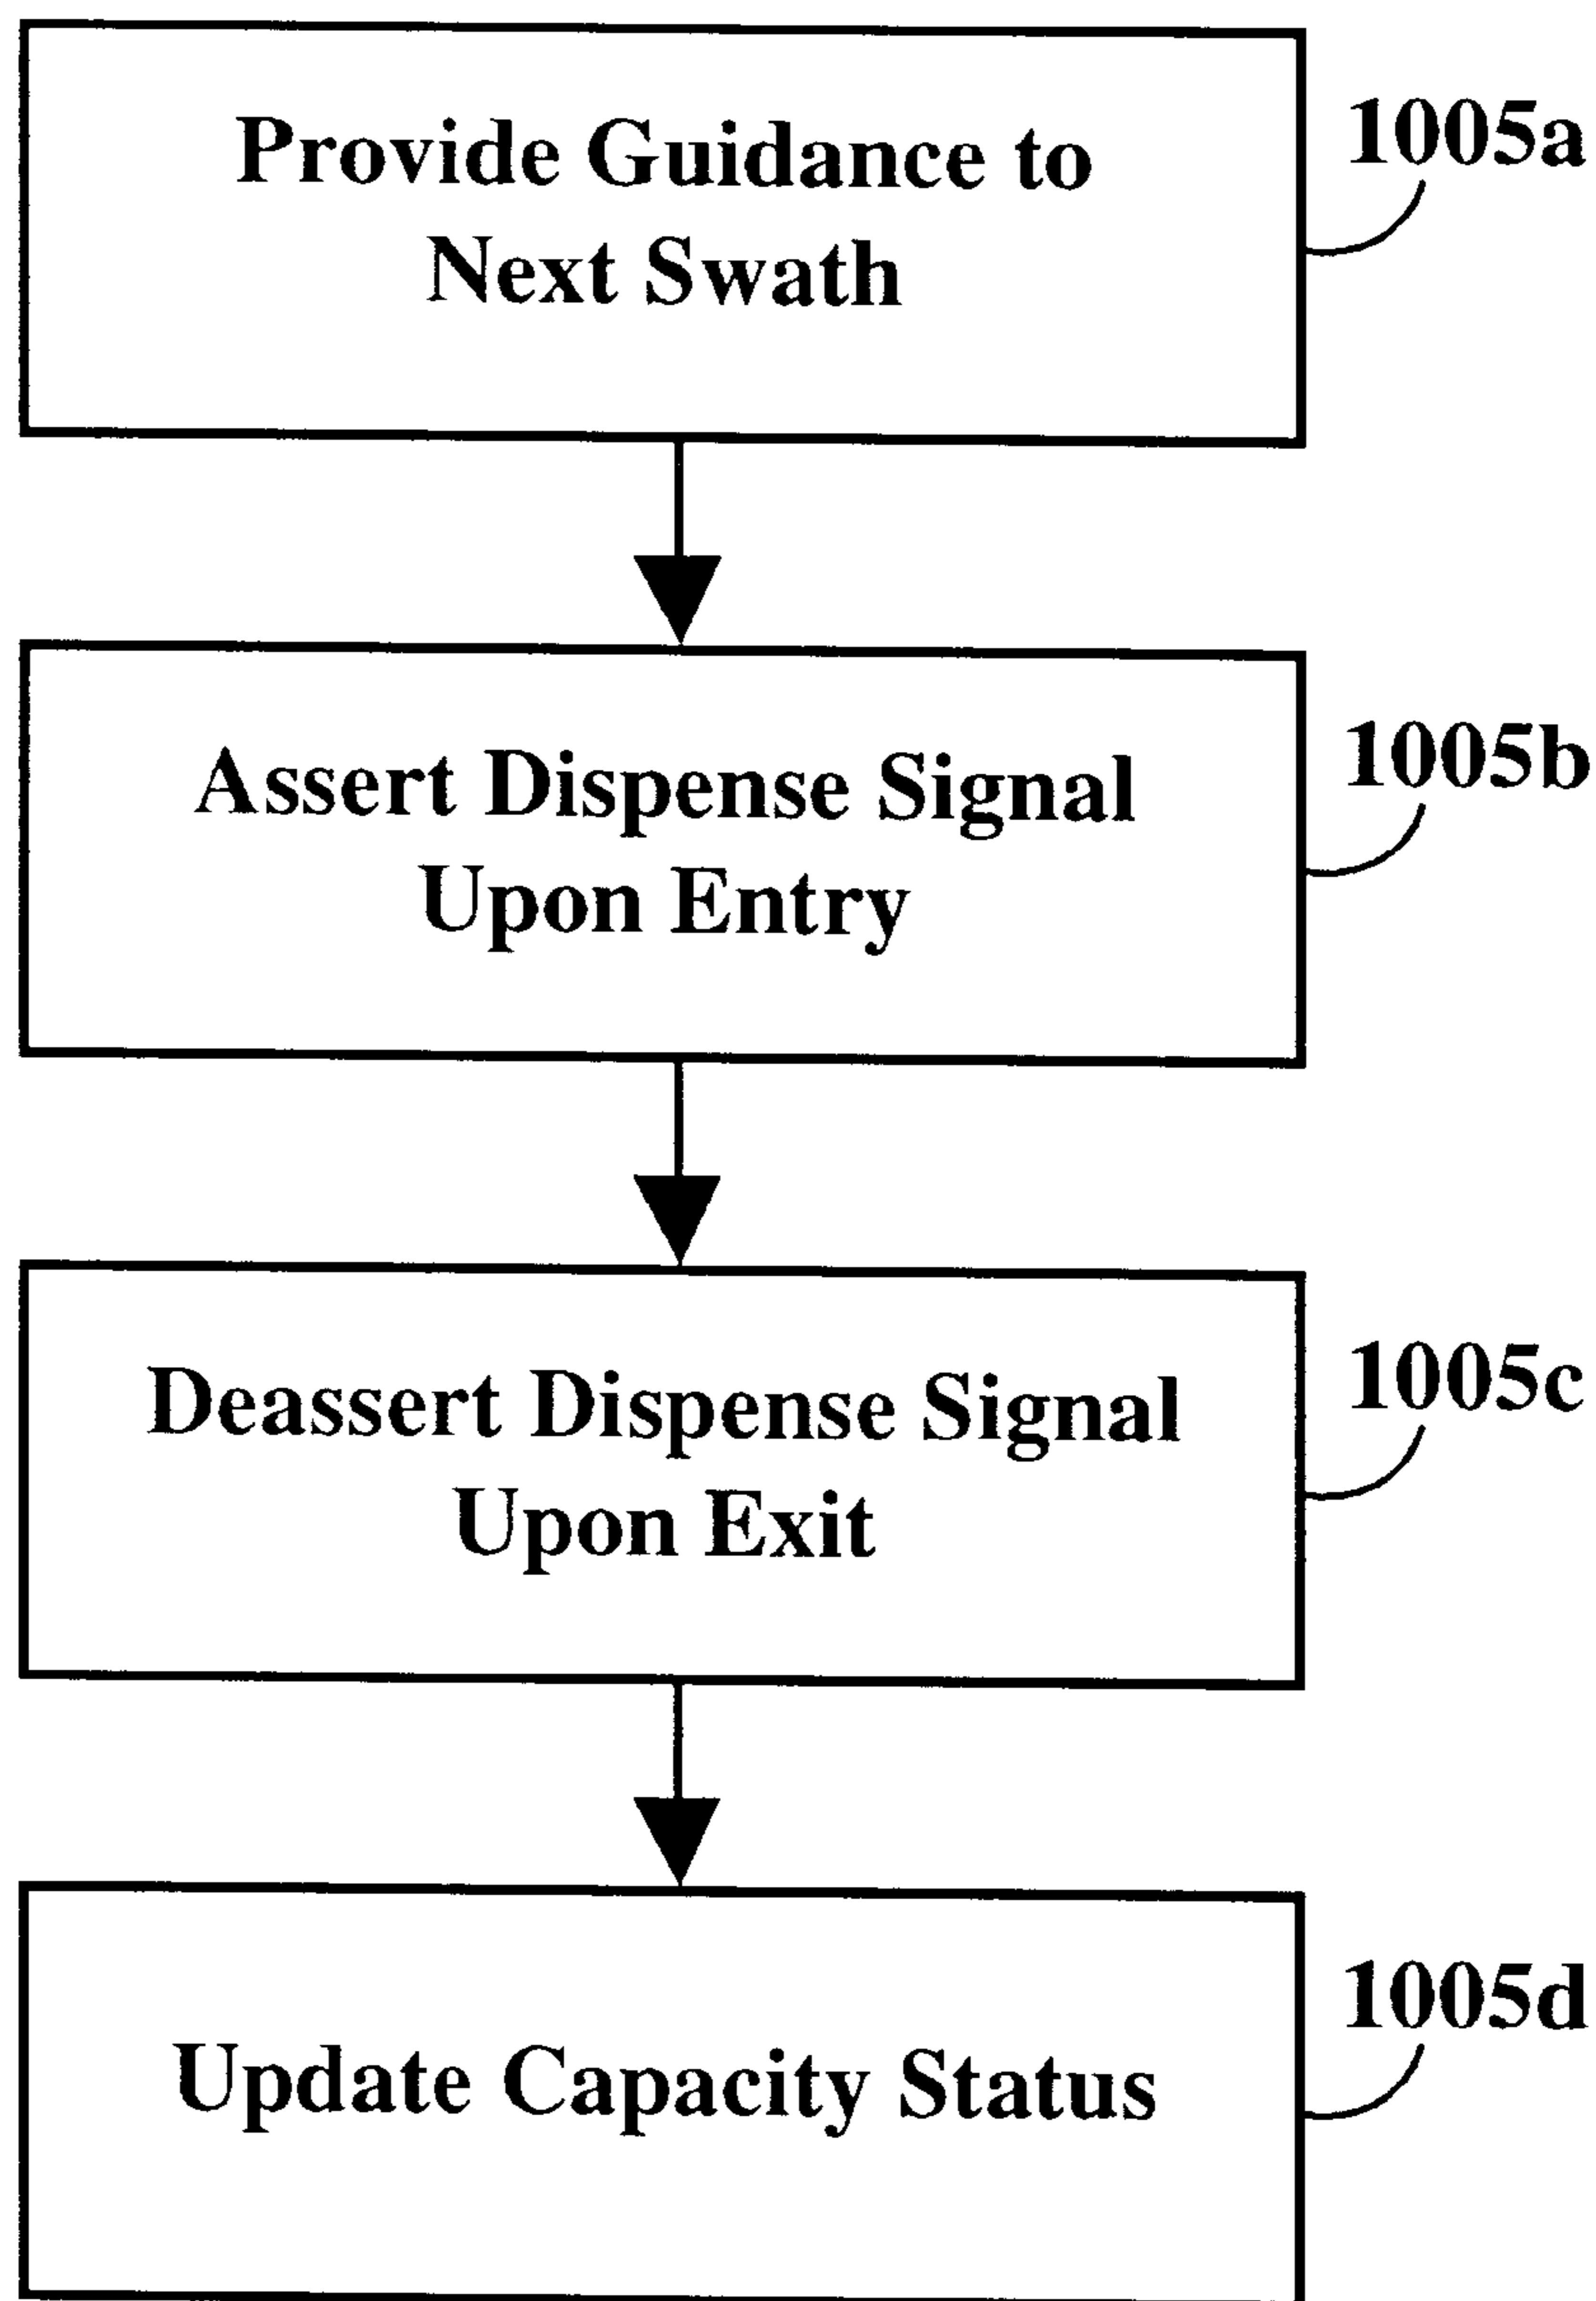 Provide Guidance to
Next Swath
1005a
Assert Dispense Signal
Upon Entry
1005b
Deassert Dispense Signal
Upon Exit
1005c
Update Capacity Status
1005d